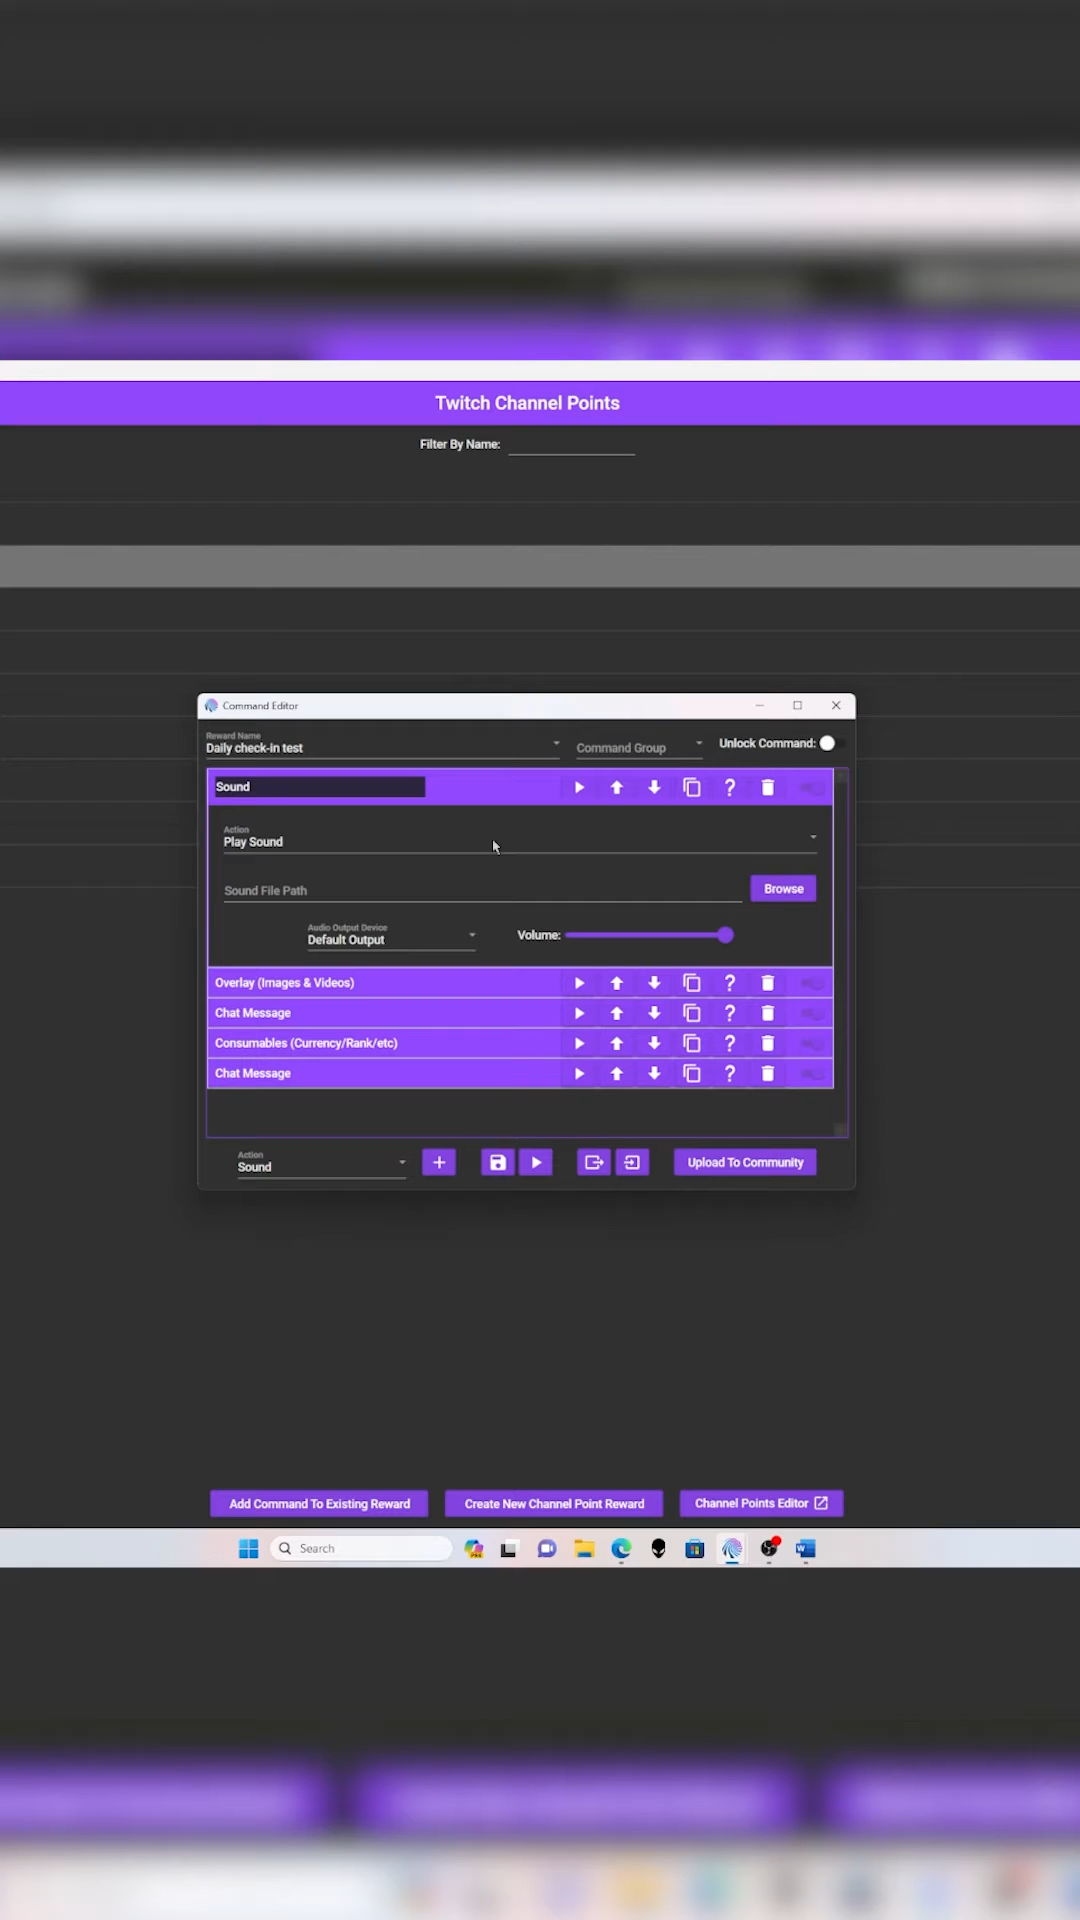 Twitch Channel Points
Filter By Name:
Command Editor
Reward Name
Daily check-in test
Command Group
Unlock Command:
Sound
Action
Play Sound
Sound File Path
Browse
Audio Output Device
Default Output
Volume:
Overlay (Images & Videos)
Chat Message
Consumables (Currency/Rank/etc)
Chat Message
Action
Sound
Upload To Community
Add Command To Existing Reward
Create New Channel Point Reward
Channel Points Editor
Search